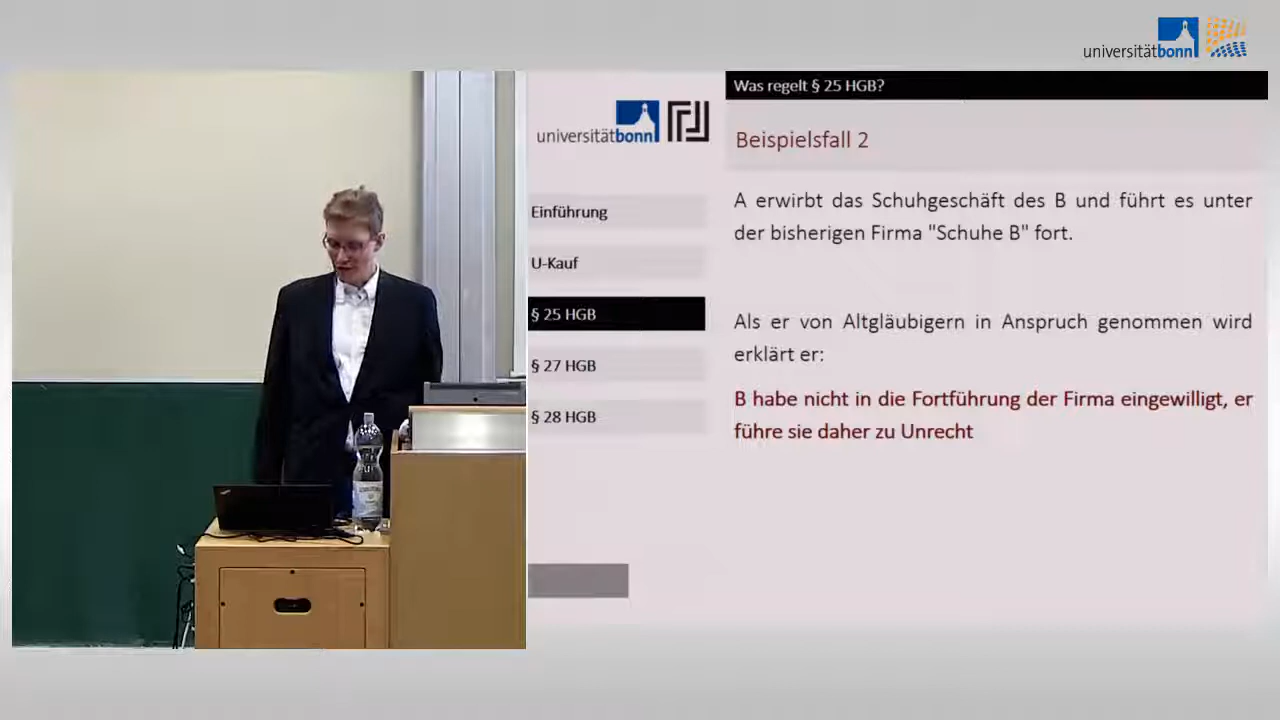 universitätbonn
Was regelt § 25 HGB?
universitätbonn
Beispielsfall 2
Einführung
U-Kauf
§ 25 HGB
§ 27 HGB
§ 28 HGB
A erwirbt das Schuhgeschäft des B und führt es unter
der bisherigen Firma "Schuhe B" fort.
Als er von Altgläubigern in Anspruch genommen wird
erklärt er:
B habe nicht in die Fortführung der Firma eingewilligt, er
führe sie daher zu Unrecht